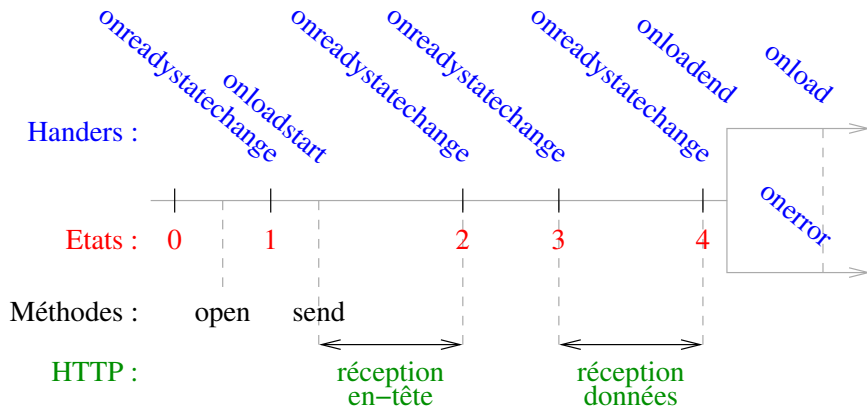 onreadystatechange
onloadstart
onreadystatechange
onreadystatechange
onreadystatechange
onloadend
onload
Handers :
onerror
Etats : 0 1 2 3 4
Méthodes : open send
HTTP : réception réception
en−tête données